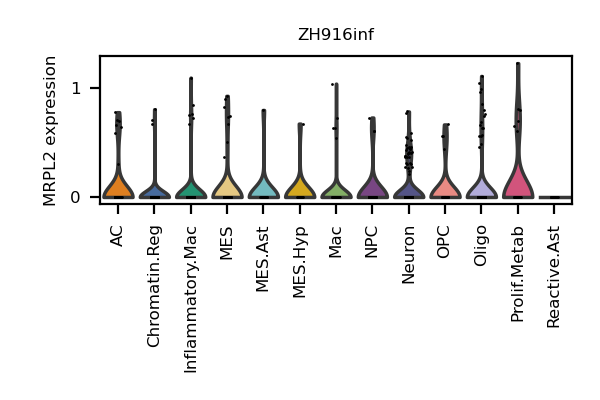 ZH916inf
MRPL2 expression
1
0
AC
Chromatin.Reg
Inflammatory.Mac
MES
MES.Ast
MES.Hyp
Mac
NPC
Neuron
OPC
Oligo
Prolif.Metab
Reactive.Ast